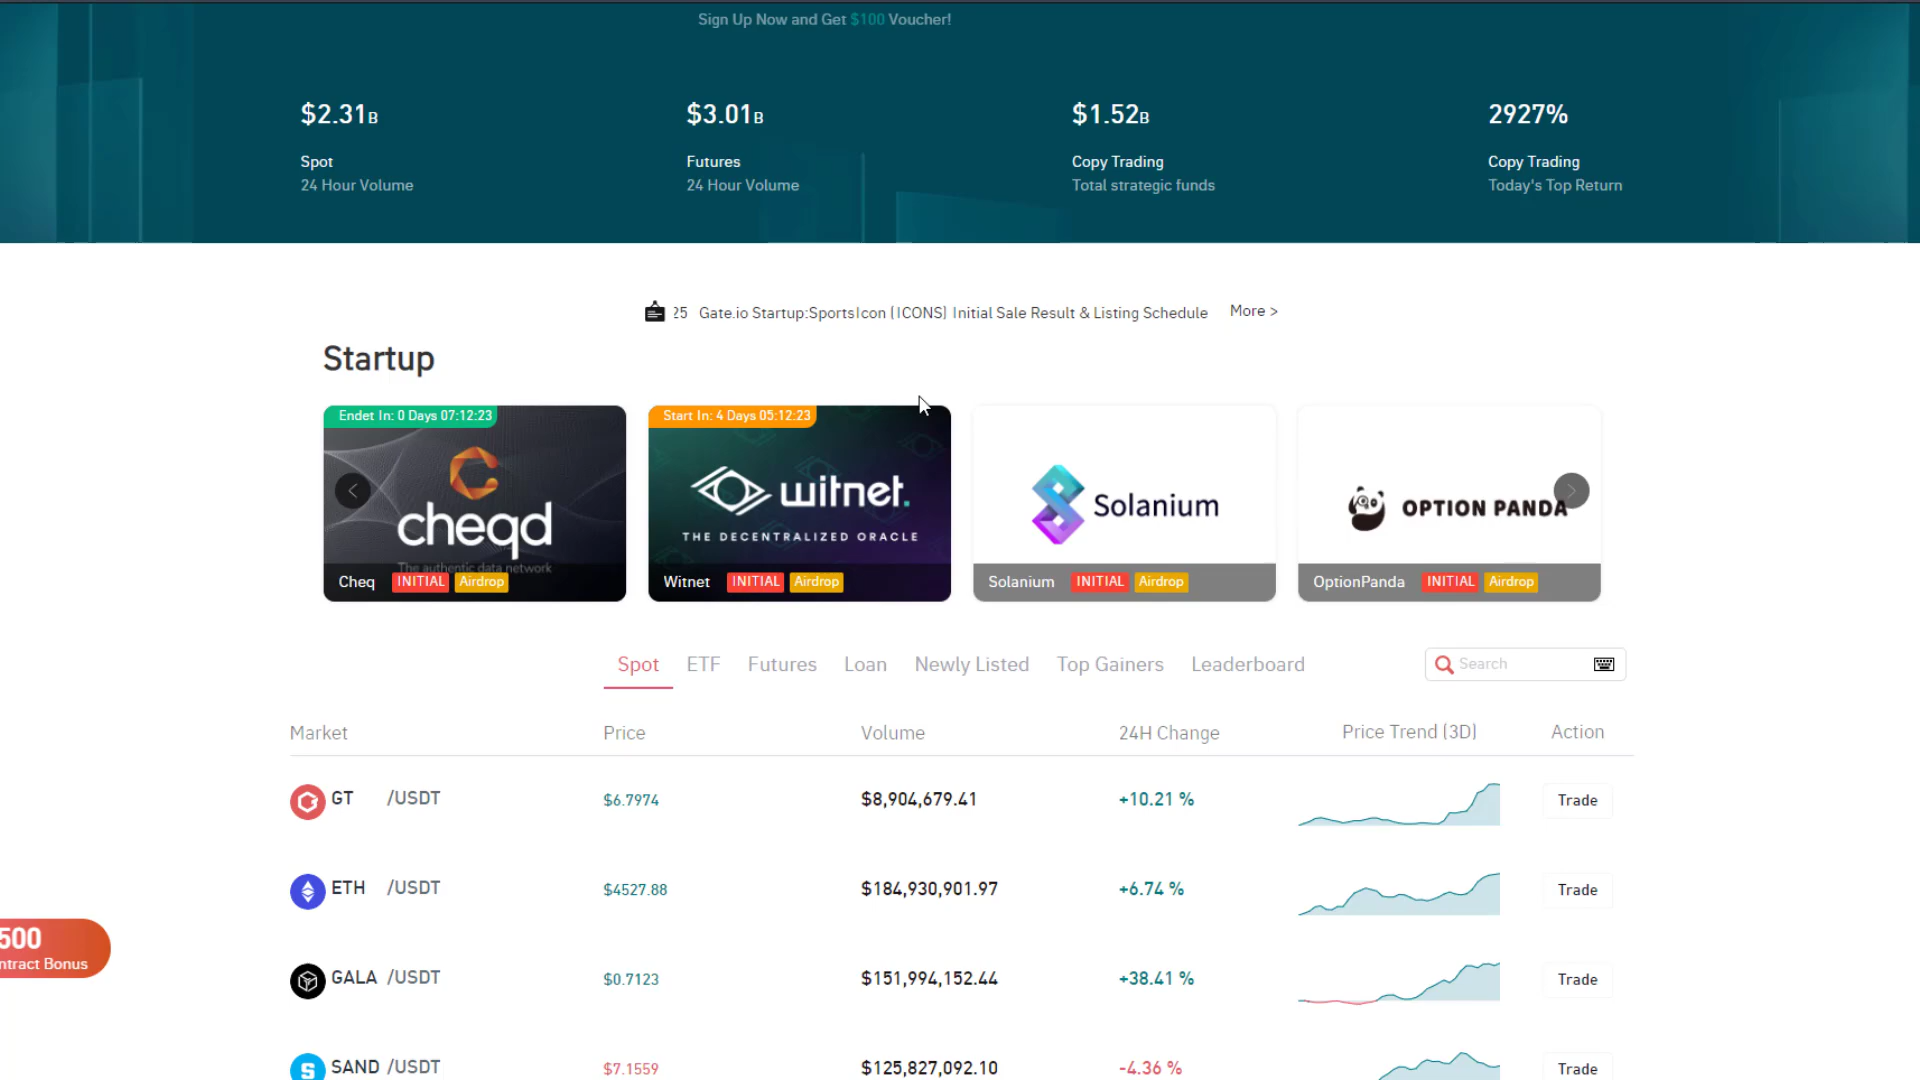 Sign Up Now and Get $100 Voucher!
$2.31B
$3.01B
$1.52B
2927%
Spot
Futures
Copy Trading
Copy Trading
24 Hour Volume
24 Hour Volume
Total strategic funds
Today's Top Return
25 Gate.io Startup:SportsIcon (ICONS) Initial Sale Result & Listing Schedule More >
Startup
Endet In: 0 Days 07:12:23
cheqd
The authentic data network
Cheq INITIAL Airdrop
Start In: 4 Days 05:12:23
witnet.
THE DECENTRALIZED ORACLE
Witnet INITIAL Airdrop
Solanium
Solanium INITIAL Airdrop
OPTION PANDA
OptionPanda INITIAL Airdrop
Spot ETF Futures Loan Newly Listed Top Gainers Leaderboard Search
Market Price Volume 24H Change Price Trend (3D) Action
GT /USDT $6.7974 $8,904,679.41 +10.21 % Trade
ETH /USDT $4527.88 $184,930,901.97 +6.74 % Trade
500
ntract Bonus
GALA /USDT $0.7123 $151,994,152.44 +38.41 % Trade
SAND /USDT $7.1559 $125,827,092.10 -4.36 % Trade